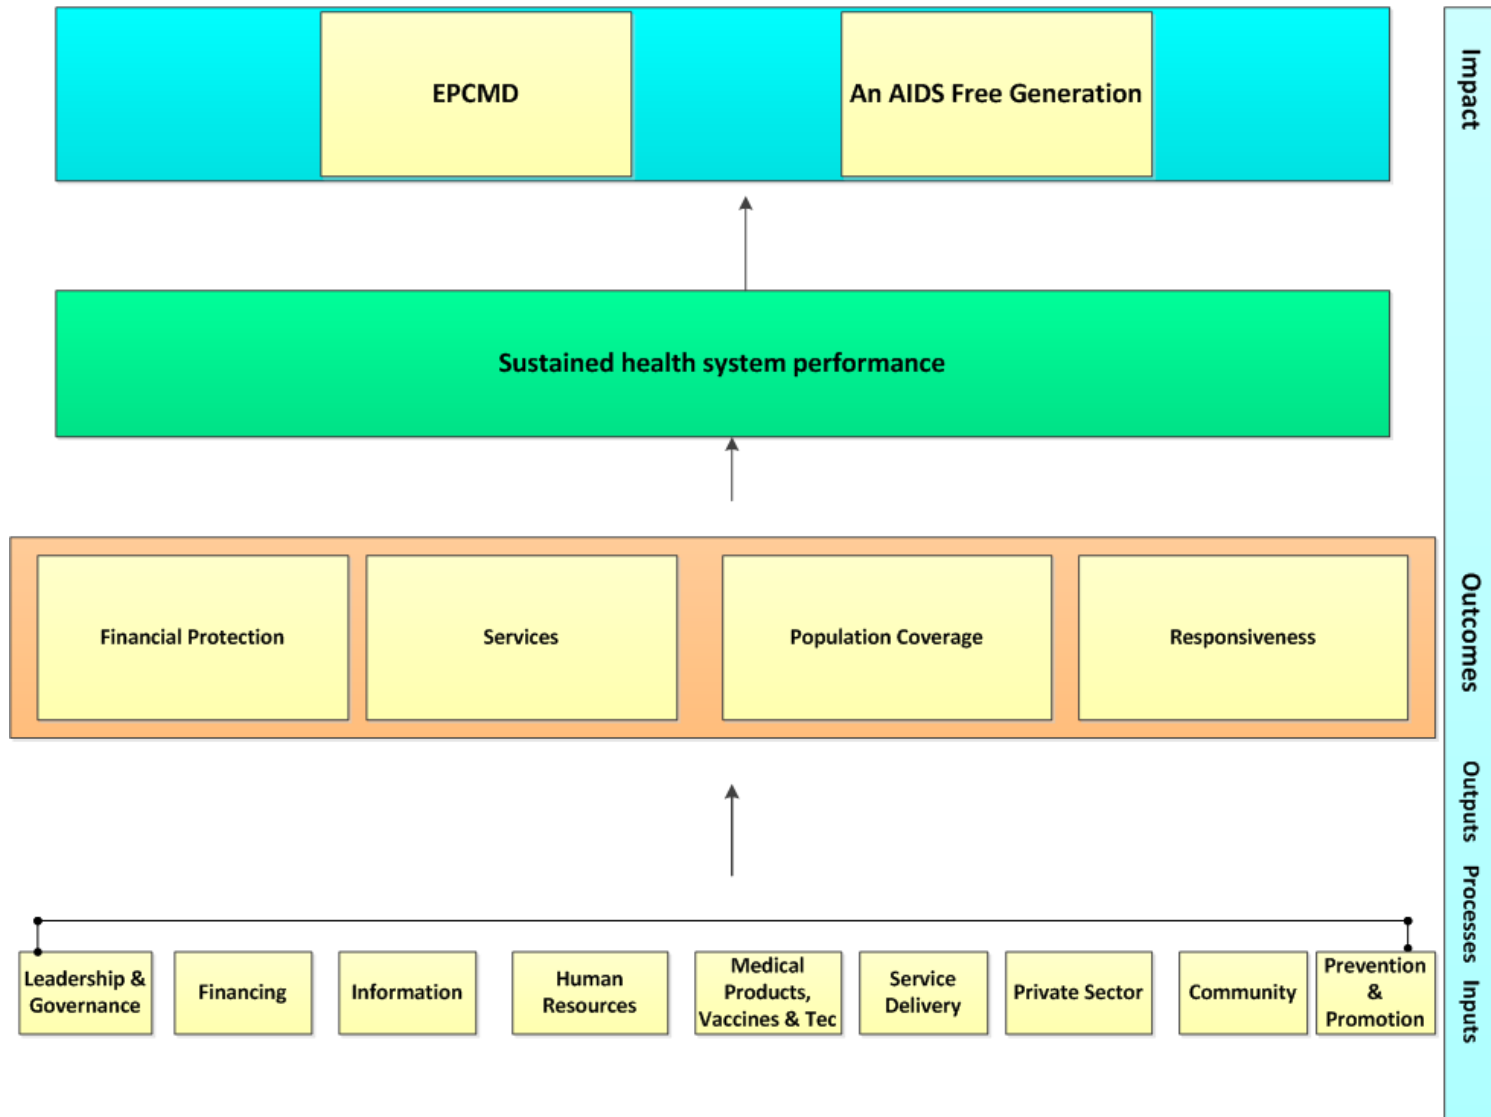 EPCMD
An AIDS Free Generation
Impact
Sustained health system performance
Financial Protection
Services
Population Coverage
Responsiveness
Outcomes
Outputs
Processes
Inputs
Leadership &
Governance
Financing
Information
Human
Resources
Medical
Products,
Vaccines & Tec
Service
Delivery
Private Sector
Community
Prevention
&
Promotion